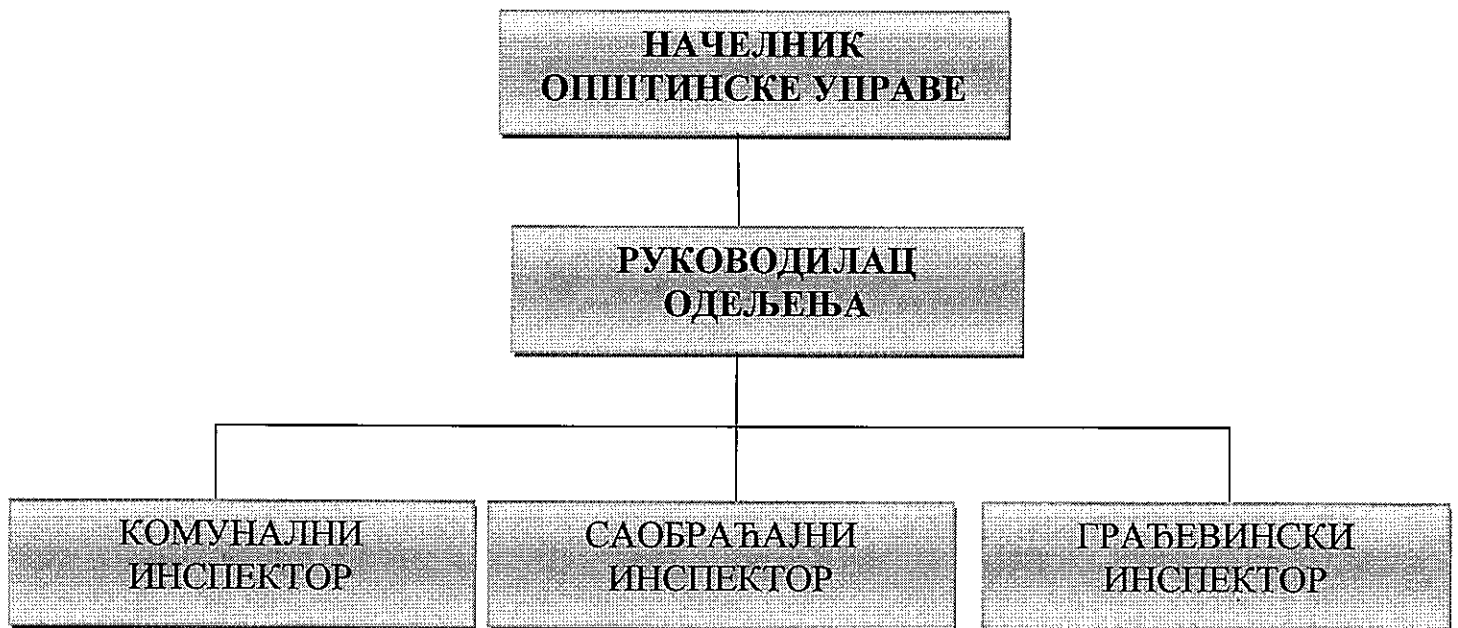 НАЧЕЛНИК
ОПШТИНСКЕ УПРАВЕ
РУКОВОДИЛАЦ
ОДЕЉЕЊА
КОМУНАЛНИ
ИНСПЕКТОР
САОБРАЋАЈНИ
ИНСПЕКТОР
ГРАЂЕВИНСКИ
ИНСПЕКТОР